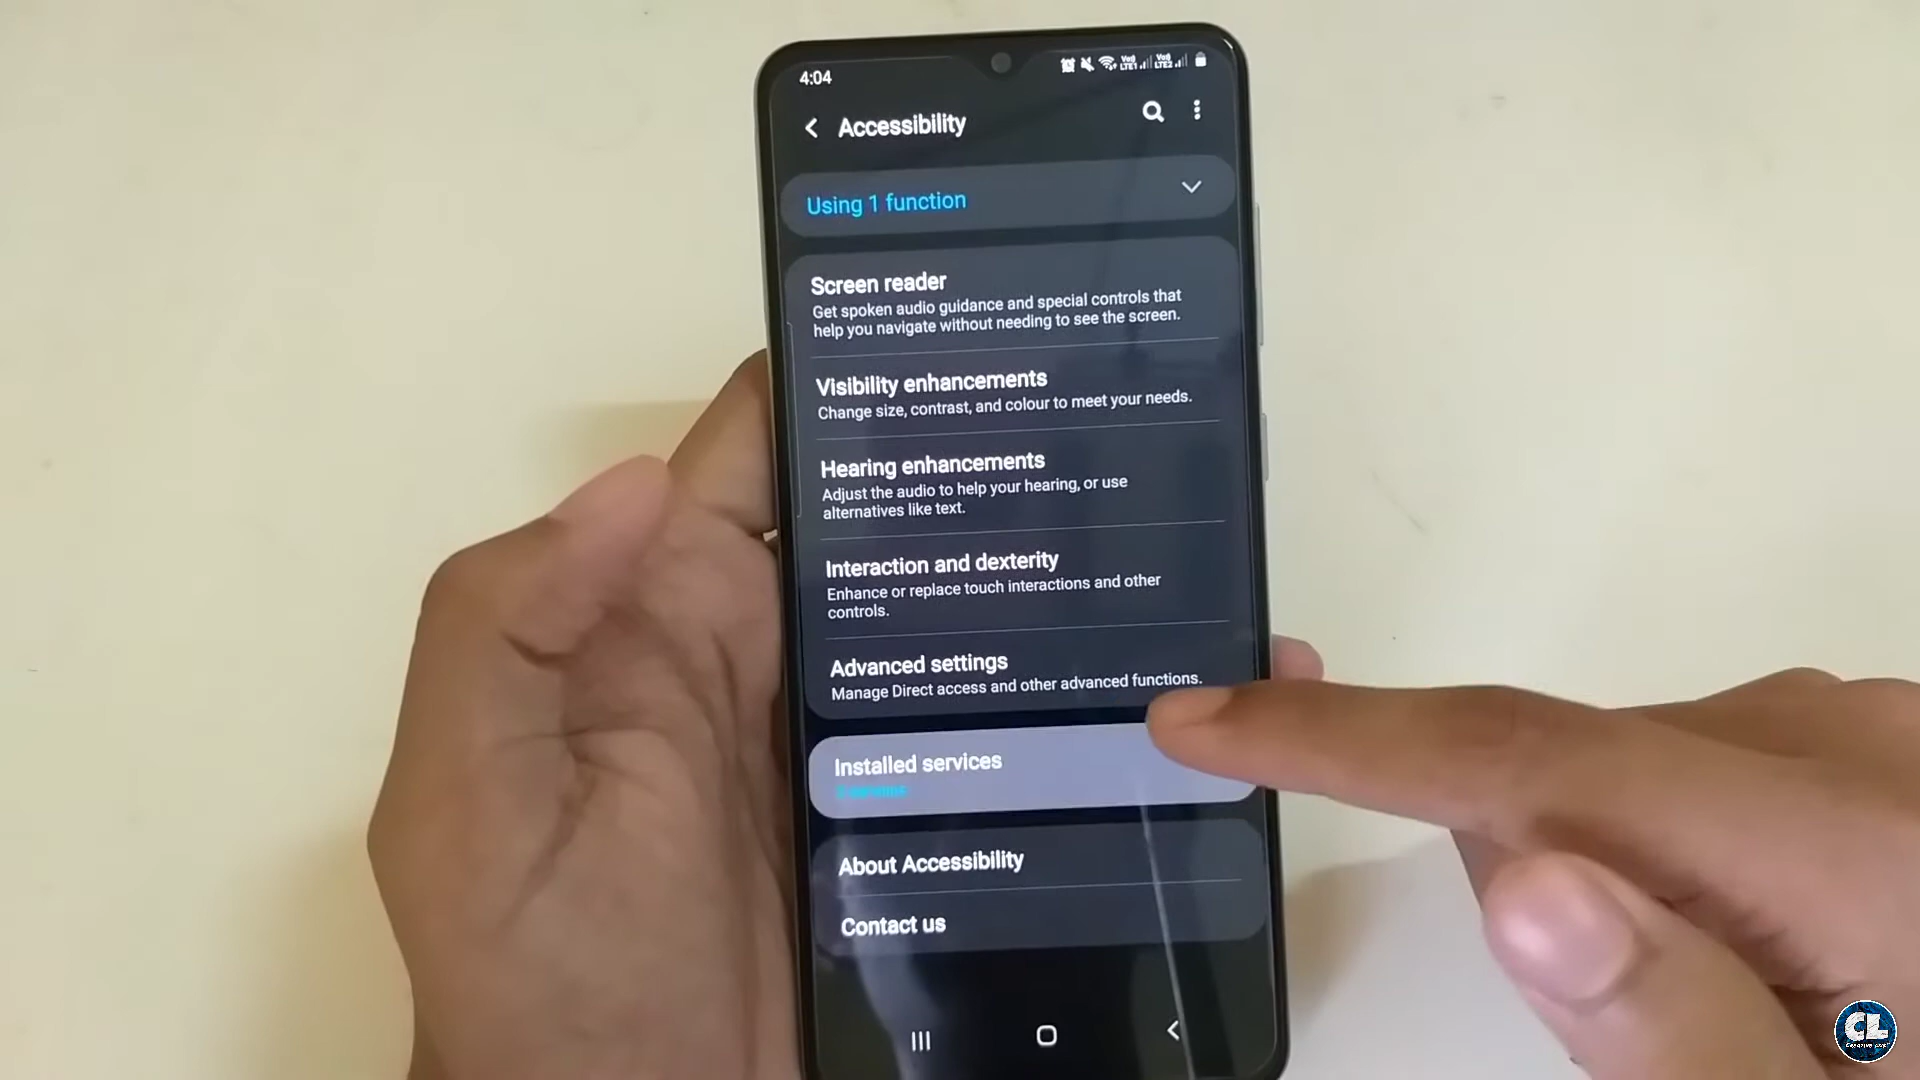 4:04
Vo))
LTE1
Vo))
LTE2
Accessibility
Using 1 function
Screen reader
Get spoken audio guidance and special controls that
help you navigate without needing to see the screen.
Visibility enhancements
Change size, contrast, and colour to meet your needs.
Hearing enhancements
Adjust the audio to help your hearing, or use
alternatives like text.
Interaction and dexterity
Enhance or replace touch interactions and other
controls.
Advanced settings
Manage Direct access and other advanced functions.
Installed services
About Accessibility
Contact us
CL